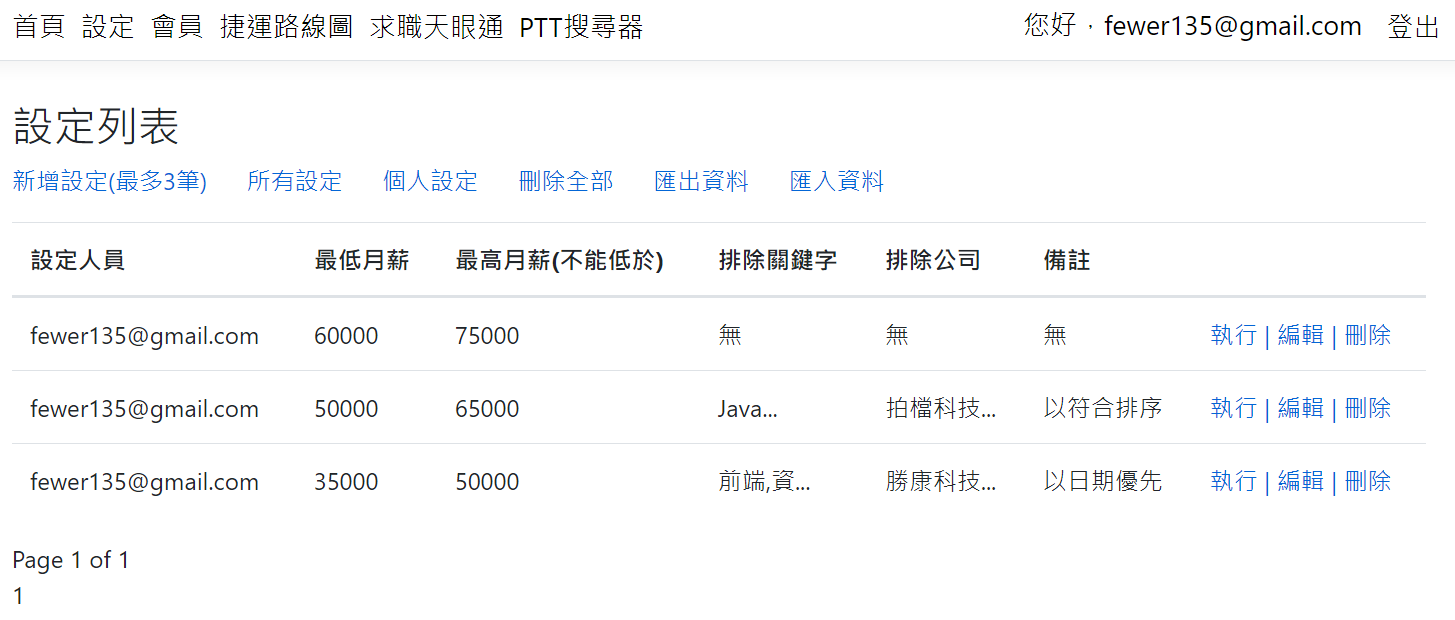 首頁 設定 會員 捷運路線圖 求職天眼通 PTT搜尋器 您好，fewer135@gmail.com 登出
設定列表
新增設定(最多3筆) 所有設定 個人設定 刪除全部 匯出資料 匯入資料
設定人員 最低月薪 最高月薪(不能低於) 排除關鍵字 排除公司 備註
fewer135@gmail.com 60000 75000 無 無 無 執行 | 編輯 | 刪除
fewer135@gmail.com 50000 65000 Java... 拍檔科技... 以符合排序 執行 | 編輯 | 刪除
fewer135@gmail.com 35000 50000 前端,資... 勝康科技... 以日期優先 執行 | 編輯 | 刪除
Page 1 of 1
1